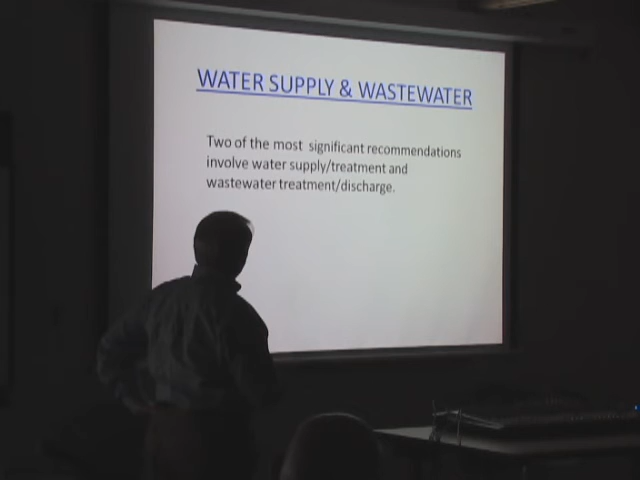 WATER SUPPLY & WASTEWATER
Two of the most significant recommendations
involve water supply/treatment and
wastewater treatment/discharge.